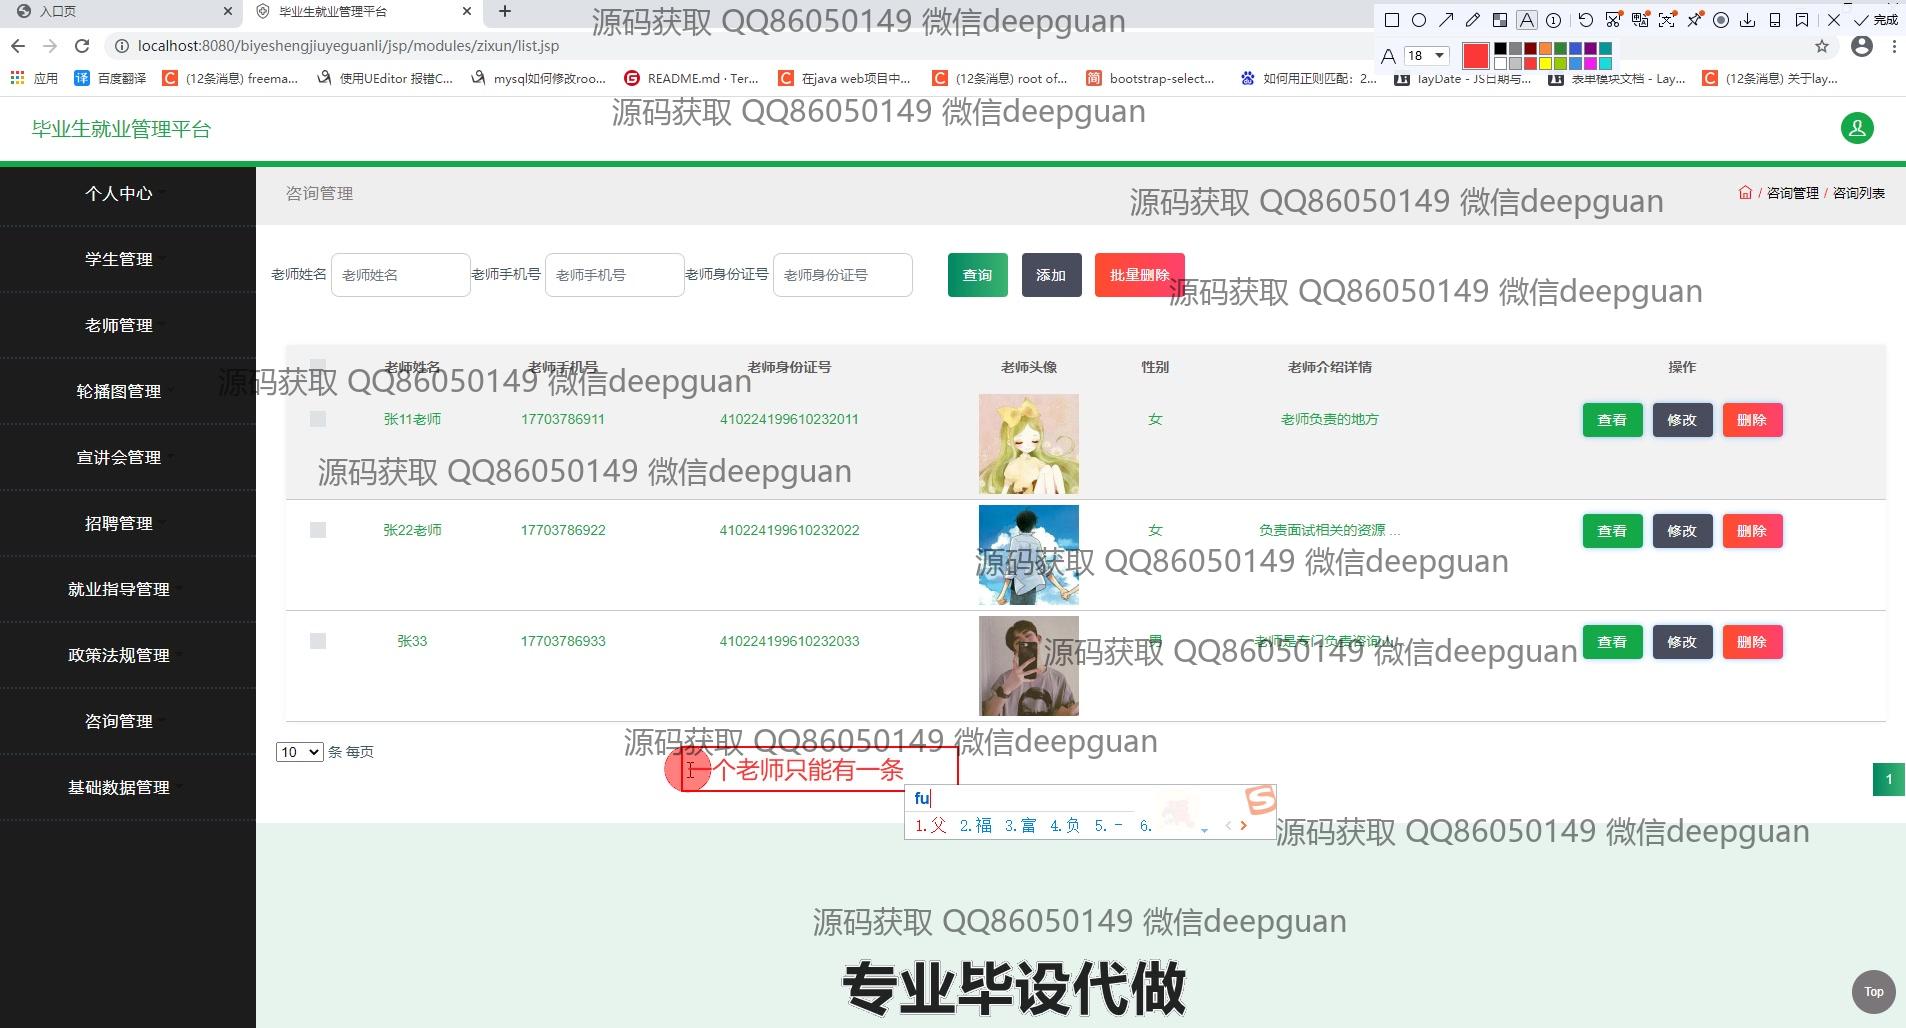 入口页
毕业生就业管理平台
localhost:8080/biyeshengjiuyeguanli/jsp/modules/zixun/list.jsp
源码获取 QQ86050149 微信deepguan
完成
A 18
应用 百度翻译 (12条消息) freema... 使用UEditor 报错C... mysql如何修改roo... README.md · Ter... 在java web项目中... (12条消息) root of... bootstrap-select... 如何用正则匹配：2... layDate - JS日期号... 表单模块文档 - Lay... (12条消息) 关于lay...
源码获取 QQ86050149 微信deepguan
毕业生就业管理平台
个人中心
学生管理
老师管理
轮播图管理
宣讲会管理
招聘管理
就业指导管理
政策法规管理
咨询管理
基础数据管理
咨询管理
源码获取 QQ86050149 微信deepguan
/ 咨询管理 / 咨询列表
老师姓名 老师姓名 老师手机号 老师手机号 老师身份证号 老师身份证号 查询 添加 批量删除
源码获取 QQ86050149 微信deepguan
老师姓名 老师手机号 老师身份证号 老师头像 性别 老师介绍详情 操作
源码获取 QQ86050149 微信deepguan
张11老师 17703786911 410224199610232011 女 老师负责的地方 查看 修改 删除
源码获取 QQ86050149 微信deepguan
张22老师 17703786922 410224199610232022 女 负责面试相关的资源 ... 查看 修改 删除
源码获取 QQ86050149 微信deepguan
张33 17703786933 410224199610232033 男 老师是专门负责咨询 查看 修改 删除
源码获取 QQ86050149 微信deepguan
10 条 每页
源码获取 QQ86050149 微信deepguan
一个老师只能有一条
1
fu
1.父 2.福 3.富 4.负 5. - 6.
源码获取 QQ86050149 微信deepguan
源码获取 QQ86050149 微信deepguan
专业毕设代做
Top